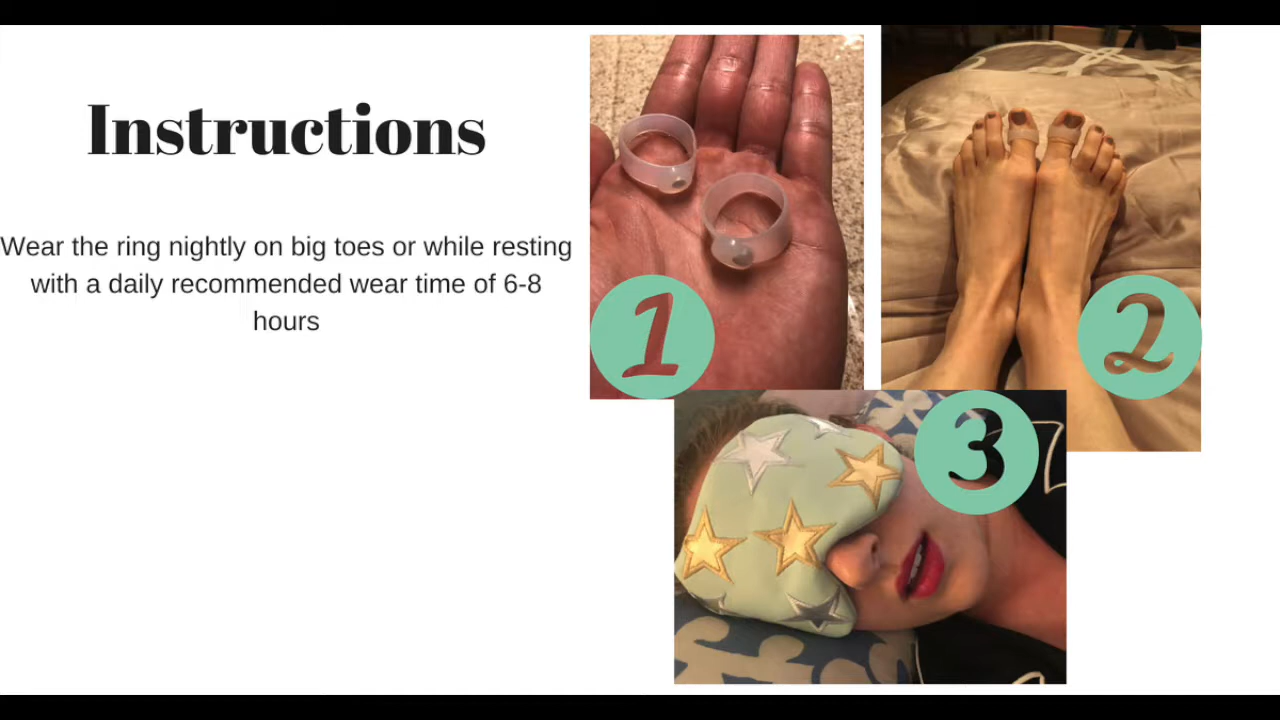 Instructions
Wear the ring nightly on big toes or while resting
with a daily recommended wear time of 6-8
hours
1
2
3